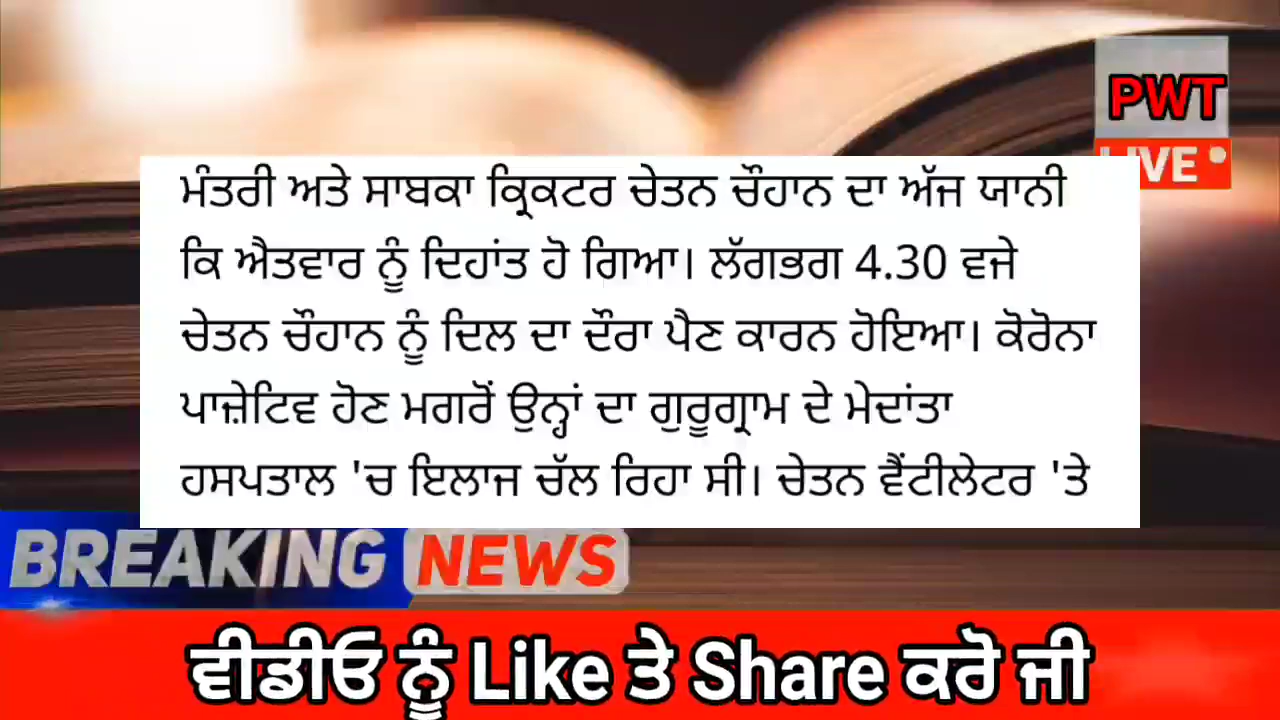 PWT
LIVE
ਮੰਤਰੀ ਅਤੇ ਸਾਬਕਾ ਕ੍ਰਿਕਟਰ ਚੇਤਨ ਚੌਹਾਨ ਦਾ ਅੱਜ ਯਾਨੀ
ਕਿ ਐਤਵਾਰ ਨੂੰ ਦਿਹਾਂਤ ਹੋ ਗਿਆ। ਲੱਗਭਗ 4.30 ਵਜੇ
ਚੇਤਨ ਚੌਹਾਨ ਨੂੰ ਦਿਲ ਦਾ ਦੌਰਾ ਪੈਣ ਕਾਰਨ ਹੋਇਆ। ਕੋਰੋਨਾ
ਪਾਜ਼ੇਟਿਵ ਹੋਣ ਮਗਰੋਂ ਉਨ੍ਹਾਂ ਦਾ ਗੁਰੂਗ੍ਰਾਮ ਦੇ ਮੇਦਾਂਤਾ
ਹਸਪਤਾਲ 'ਚ ਇਲਾਜ ਚੱਲ ਰਿਹਾ ਸੀ। ਚੇਤਨ ਵੈਂਟੀਲੇਟਰ 'ਤੇ
BREAKING NEWS
ਵੀਡੀਓ ਨੂੰ Like ਤੇ Share ਕਰੋ ਜੀ